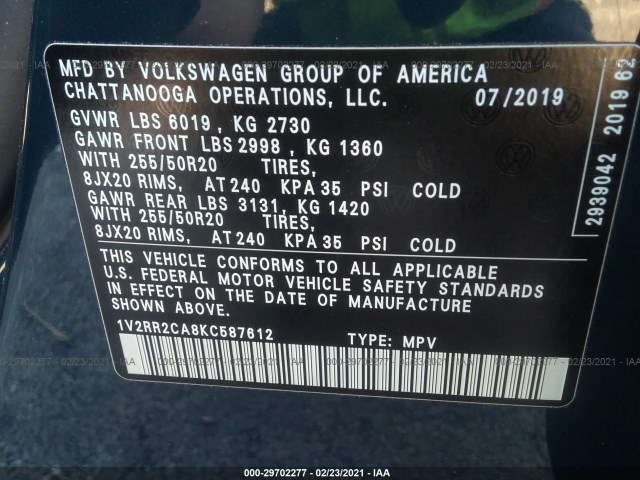 MFD BY VOLKSWAGEN GROUP OF AMERICA
CHATTANOOGA OPERATIONS, LLC. 07/2019
GVWR LBS 6019 , KG 2730
GAWR FRONT LBS 2998 , KG 1360
WITH 255/50R20 TIRES,
8JX20 RIMS, AT 240 KPA 35 PSI COLD
GAWR REAR LBS 3131, KG 1420
WITH 255/50R20 TIRES,
8JX20 RIMS, AT 240 KPA 35 PSI COLD
2939042 2019 62
THIS VEHICLE CONFORMS TO ALL APPLICABLE
U.S. FEDERAL MOTOR VEHICLE SAFETY STANDARDS
IN EFFECT ON THE DATE OF MANUFACTURE
SHOWN ABOVE.
1V2RR2CA8KC587612 TYPE: MPV
000-29702277 - 02/23/2021 - IAA